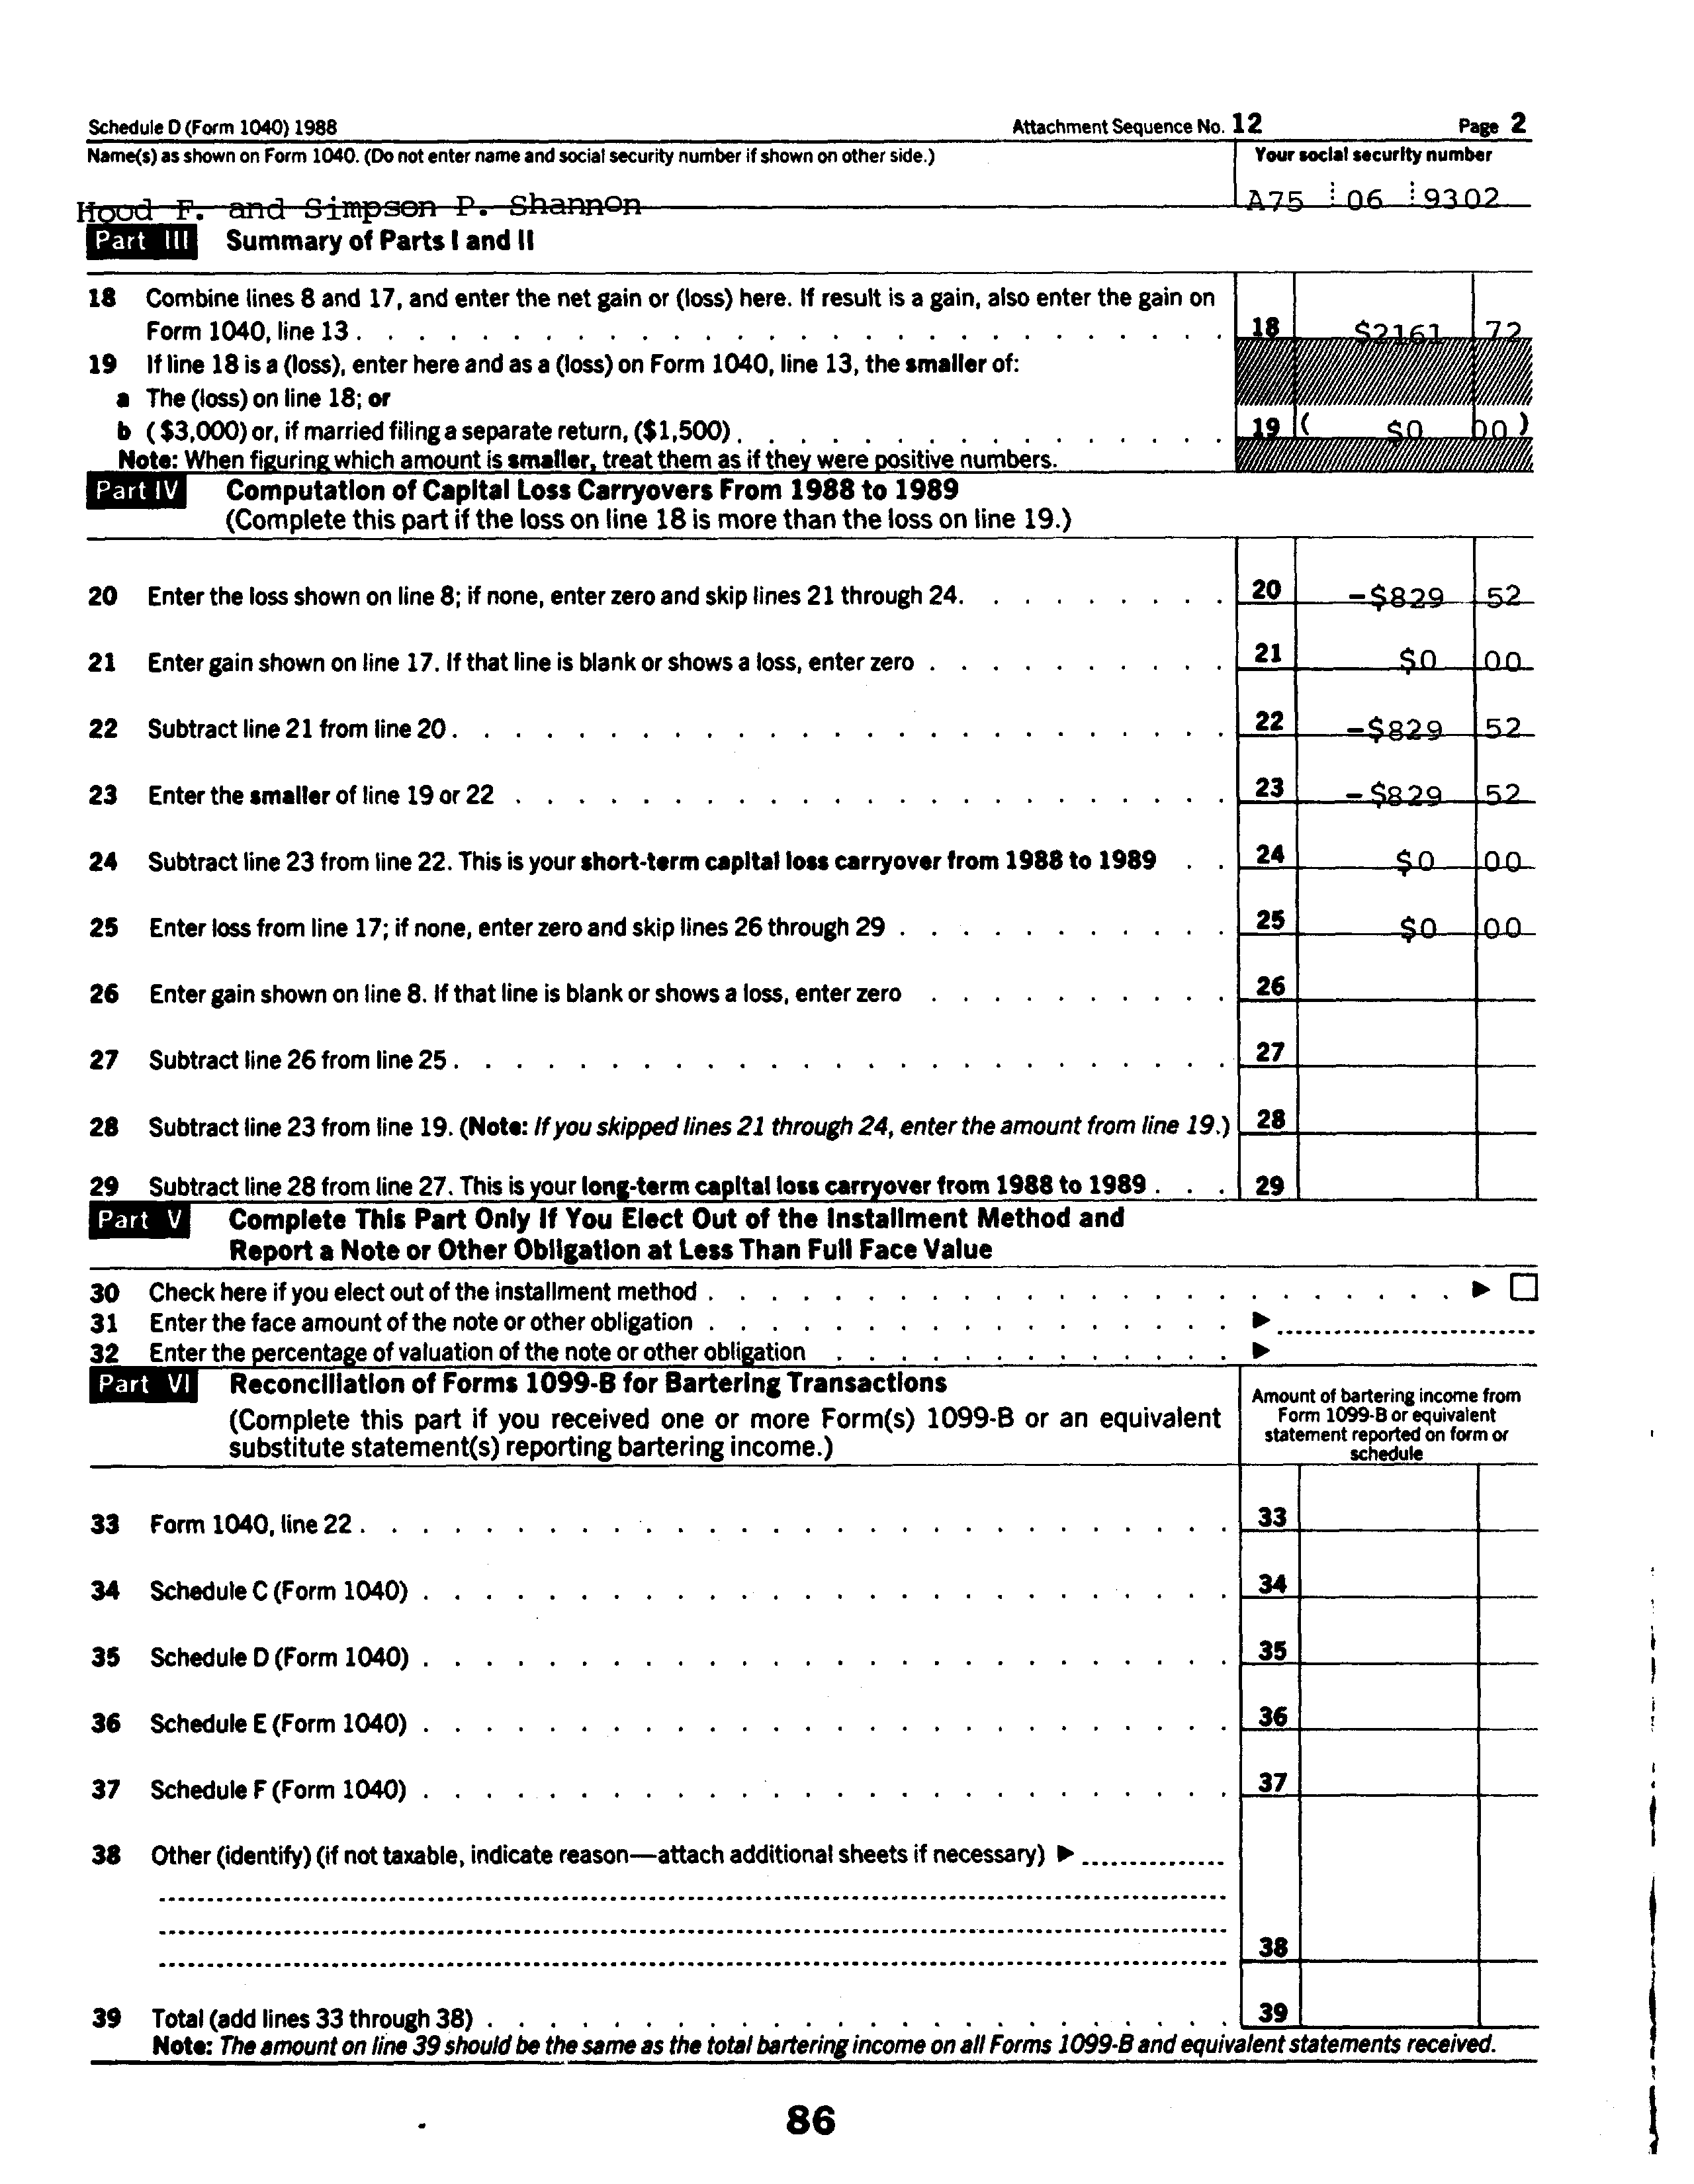 Schedule D (Form 1040) 1988 Attachment Sequence No. 12 Page 2
Name(s) as shown on Form 1040. (Do not enter name and social security number if shown on other side.) Your social security number
Hood F. and Simpson P. Shannon A75 06 9302
Part III Summary of Parts I and II
18 Combine lines 8 and 17, and enter the net gain or (loss) here. If result is a gain, also enter the gain on
Form 1040, line 13 . . . . . . . . . . . . . . . . . . . . . . . . . . . . 18 $2161 72
19 If line 18 is a (loss), enter here and as a (loss) on Form 1040, line 13, the smaller of:
a The (loss) on line 18; or
b ($3,000) or, if married filing a separate return, ($1,500) . . . . . . . . . . . . . . . . 19 ( $0 00 )
Note: When figuring which amount is smaller, treat them as if they were positive numbers.
Part IV Computation of Capital Loss Carryovers From 1988 to 1989
(Complete this part if the loss on line 18 is more than the loss on line 19.)
20 Enter the loss shown on line 8; if none, enter zero and skip lines 21 through 24. . . . . . . . . 20 -$829 52
21 Enter gain shown on line 17. If that line is blank or shows a loss, enter zero . . . . . . . . . . 21 $0 00
22 Subtract line 21 from line 20 . . . . . . . . . . . . . . . . . . . . . . . . . 22 -$829 52
23 Enter the smaller of line 19 or 22 . . . . . . . . . . . . . . . . . . . . . . . 23 -$829 52
24 Subtract line 23 from line 22. This is your short-term capital loss carryover from 1988 to 1989 . . 24 $0 00
25 Enter loss from line 17; if none, enter zero and skip lines 26 through 29 . . . . . . . . . . . 25 $0 00
26 Enter gain shown on line 8. If that line is blank or shows a loss, enter zero . . . . . . . . . . 26
27 Subtract line 26 from line 25 . . . . . . . . . . . . . . . . . . . . . . . . . 27
28 Subtract line 23 from line 19. (Note: If you skipped lines 21 through 24, enter the amount from line 19.) 28
29 Subtract line 28 from line 27. This is your long-term capital loss carryover from 1988 to 1989 . . . 29
Part V Complete This Part Only If You Elect Out of the Installment Method and
Report a Note or Other Obligation at Less Than Full Face Value
30 Check here if you elect out of the installment method . . . . . . . . . . . . . . . . . . . . . . . . ▶ ☐
31 Enter the face amount of the note or other obligation . . . . . . . . . . . . . . . . . ▶
32 Enter the percentage of valuation of the note or other obligation . . . . . . . . . . . . . ▶
Part VI Reconciliation of Forms 1099-B for Bartering Transactions
(Complete this part if you received one or more Form(s) 1099-B or an equivalent
substitute statement(s) reporting bartering income.)
Amount of bartering income from
Form 1099-B or equivalent
statement reported on form or
schedule
33 Form 1040, line 22 . . . . . . . . . . . . . . . . . . . . . . . . . . . . 33
34 Schedule C (Form 1040) . . . . . . . . . . . . . . . . . . . . . . . . . . 34
35 Schedule D (Form 1040) . . . . . . . . . . . . . . . . . . . . . . . . . . 35
36 Schedule E (Form 1040) . . . . . . . . . . . . . . . . . . . . . . . . . . 36
37 Schedule F (Form 1040) . . . . . . . . . . . . . . . . . . . . . . . . . . 37
38 Other (identify) (if not taxable, indicate reason—attach additional sheets if necessary) ▶
38
39 Total (add lines 33 through 38) . . . . . . . . . . . . . . . . . . . . . . . . 39
Note: The amount on line 39 should be the same as the total bartering income on all Forms 1099-B and equivalent statements received.
86